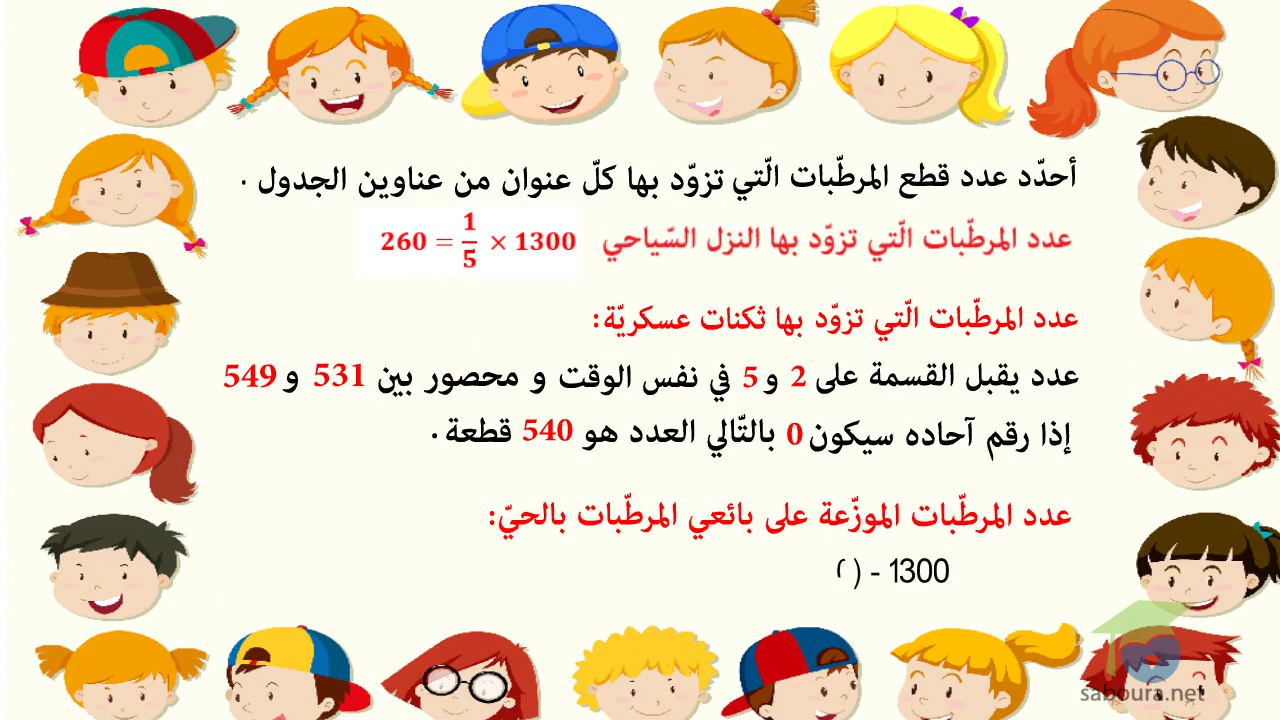 أحدّد عدد قطع المرطّبات الّتي تزوّد بها كلّ عنوان من عناوين الجدول .
عدد المرطّبات الّتي تزوّد بها النزل السّياحي 1300 × 1/5 = 260
عدد المرطّبات الّتي تزوّد بها ثكنات عسكريّة:
عدد يقبل القسمة على 2 و 5 في نفس الوقت و محصور بين 531 و 549
إذا رقم آحاده سيكون 0 بالتّالي العدد هو 540 قطعة .
عدد المرطّبات الموزّعة على بائعي المرطّبات بالحيّ:
1300 - (
saboura.net